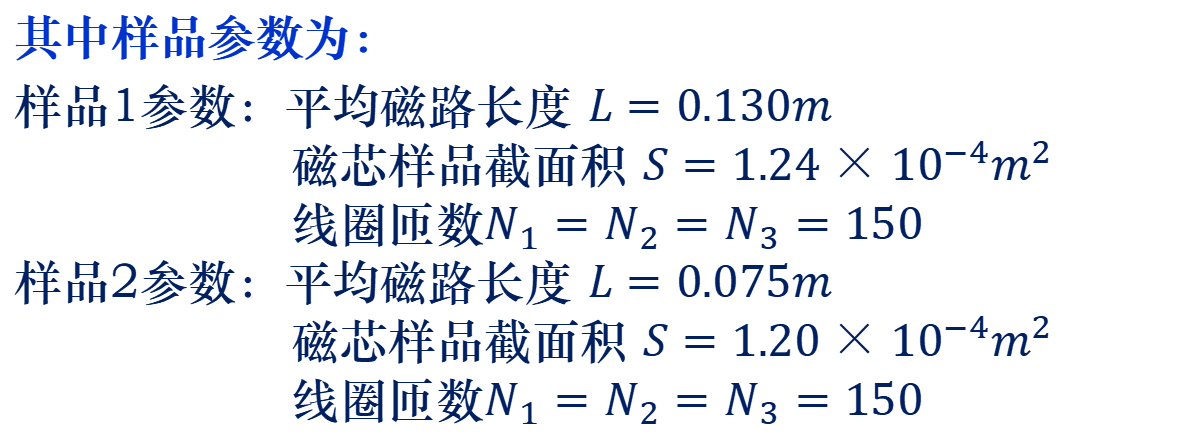 其中样品参数为：
样品1参数：平均磁路长度 L = 0.130m
磁芯样品截面积 S = 1.24 × 10⁻⁴m²
线圈匝数N₁ = N₂ = N₃ = 150
样品2参数：平均磁路长度 L = 0.075m
磁芯样品截面积 S = 1.20 × 10⁻⁴m²
线圈匝数N₁ = N₂ = N₃ = 150